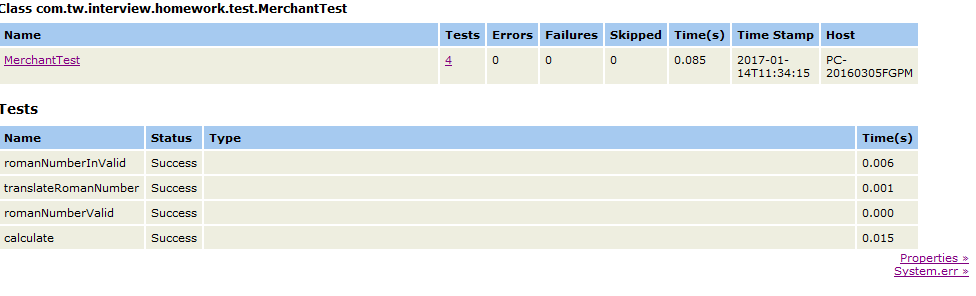 Class com.tw.interview.homework.test.MerchantTest
Name Tests Errors Failures Skipped Time(s) Time Stamp Host
MerchantTest 4 0 0 0 0.085 2017-01-14T11:34:15 PC-20160305FGPM
Tests
Name Status Type Time(s)
romanNumberInValid Success 0.006
translateRomanNumber Success 0.001
romanNumberValid Success 0.000
calculate Success 0.015
Properties »
System.err »